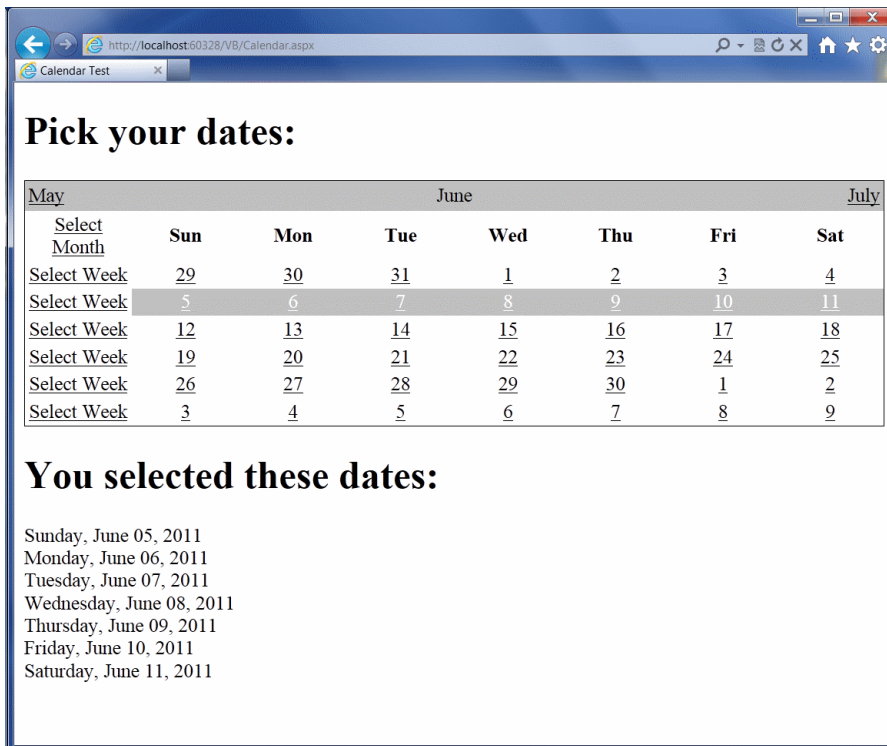 http://localhost:60328/VB/Calendar.aspx
Calendar Test
Pick your dates:
May June July
Select Month Sun Mon Tue Wed Thu Fri Sat
Select Week 29 30 31 1 2 3 4
Select Week 5 6 7 8 9 10 11
Select Week 12 13 14 15 16 17 18
Select Week 19 20 21 22 23 24 25
Select Week 26 27 28 29 30 1 2
Select Week 3 4 5 6 7 8 9
You selected these dates:
Sunday, June 05, 2011
Monday, June 06, 2011
Tuesday, June 07, 2011
Wednesday, June 08, 2011
Thursday, June 09, 2011
Friday, June 10, 2011
Saturday, June 11, 2011